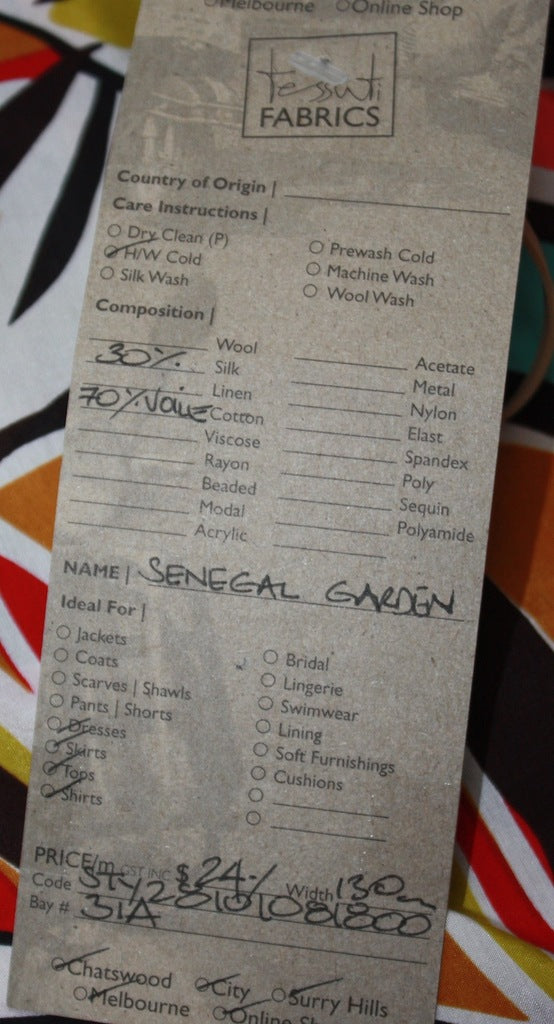 Melbourne Online Shop
tessuti
FABRICS
Country of Origin |
Care Instructions |
Dry Clean (P) Prewash Cold
H/W Cold Machine Wash
Silk Wash Wool Wash
Composition |
Wool Acetate
30% Silk Metal
Linen Nylon
70% VOILE Cotton Elast
Viscose Spandex
Rayon Poly
Beaded Sequin
Modal Polyamide
Acrylic
NAME | SENEGAL GARDEN
Ideal For |
Jackets Bridal
Coats Lingerie
Scarves | Shawls Swimwear
Pants | Shorts Lining
Dresses Soft Furnishings
Skirts Cushions
Tops
Shirts
PRICE/m GST INC $24-/ Width 130cm
Code
Bay # 31A
Chatswood City Surry Hills
Melbourne Online